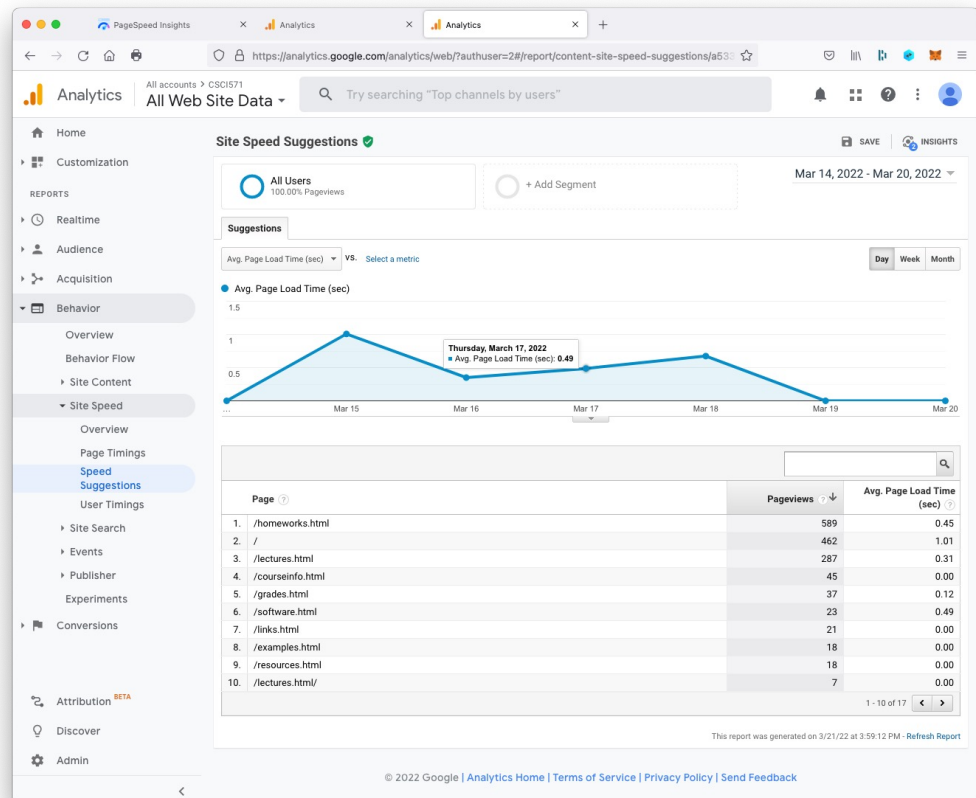 PageSpeed Insights
Analytics
Analytics
https://analytics.google.com/analytics/web/?authuser=2#/report/content-site-speed-suggestions/a533
Analytics
All accounts > CSCI571
All Web Site Data
Try searching “Top channels by users”
Home
Customization
REPORTS
Realtime
Audience
Acquisition
Behavior
Overview
Behavior Flow
Site Content
Site Speed
Overview
Page Timings
Speed
Suggestions
User Timings
Site Search
Events
Publisher
Experiments
Conversions
Attribution BETA
Discover
Admin
Site Speed Suggestions
SAVE
2 INSIGHTS
All Users
100.00% Pageviews
+ Add Segment
Mar 14, 2022 - Mar 20, 2022
Suggestions
Avg. Page Load Time (sec) VS. Select a metric
Day Week Month
Avg. Page Load Time (sec)
1.5
1
0.5
Thursday, March 17, 2022
Avg. Page Load Time (sec): 0.49
... Mar 15 Mar 16 Mar 17 Mar 18 Mar 19 Mar 20
Page ? Pageviews ? Avg. Page Load Time (sec) ?
1. /homeworks.html 589 0.45
2. / 462 1.01
3. /lectures.html 287 0.31
4. /courseinfo.html 45 0.00
5. /grades.html 37 0.12
6. /software.html 23 0.49
7. /links.html 21 0.00
8. /examples.html 18 0.00
9. /resources.html 18 0.00
10. /lectures.html/ 7 0.00
1 - 10 of 17
This report was generated on 3/21/22 at 3:59:12 PM - Refresh Report
© 2022 Google | Analytics Home | Terms of Service | Privacy Policy | Send Feedback